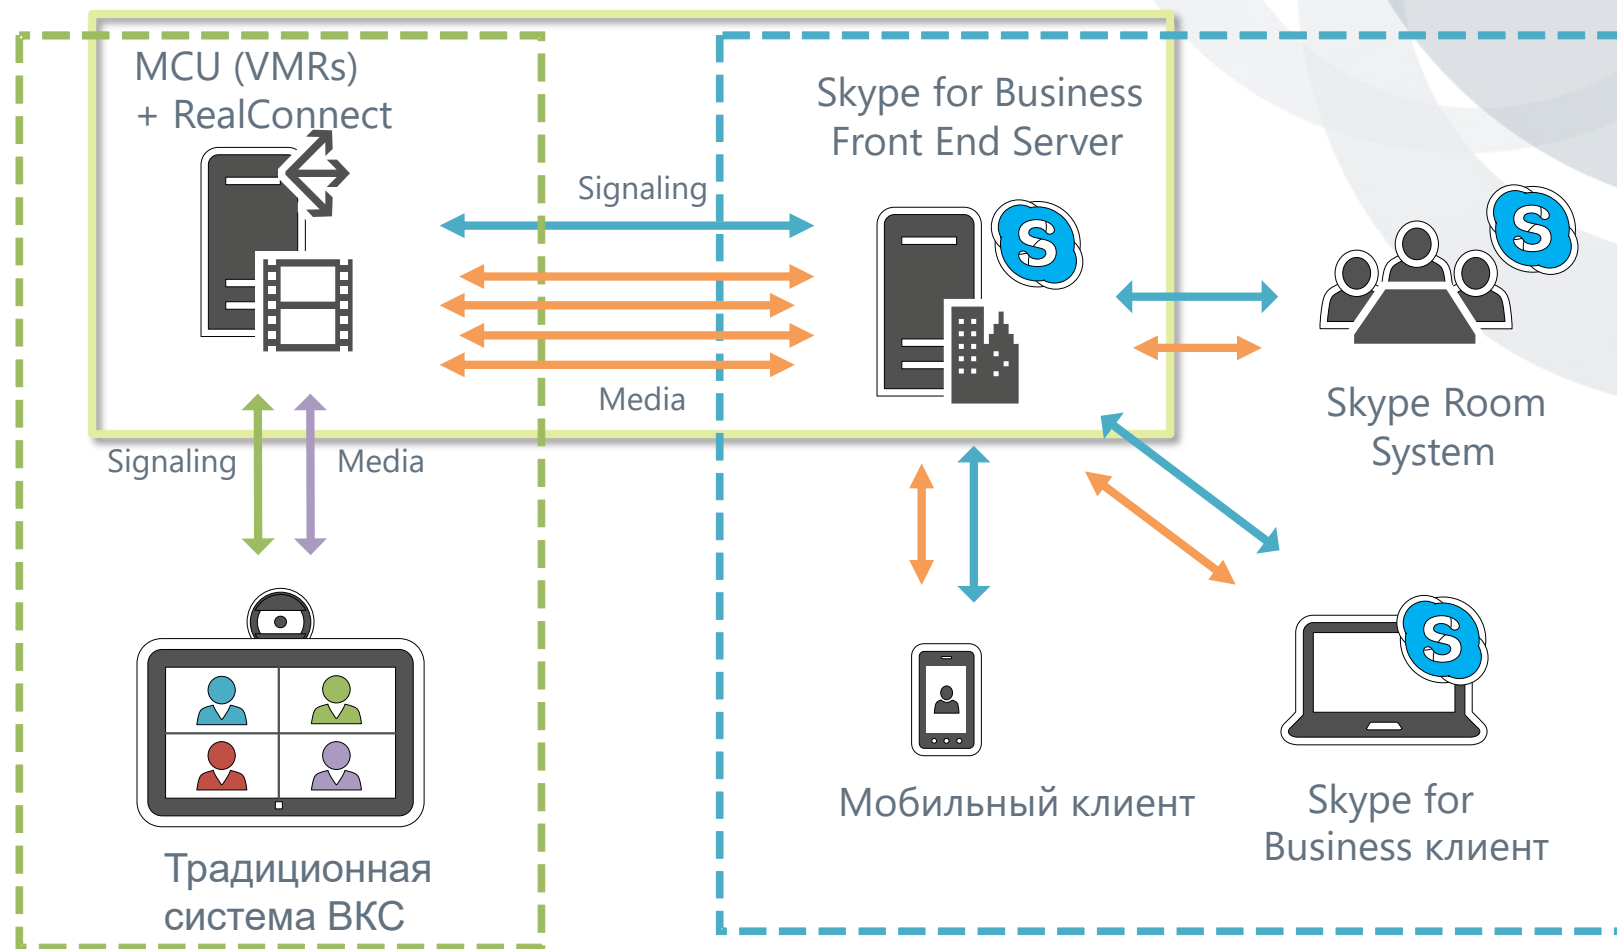 MCU (VMRs)
+ RealConnect
Skype for Business
Front End Server
Signaling
Media
Signaling
Media
Skype Room
System
Традиционная
система ВКС
Мобильный клиент
Skype for
Business клиент